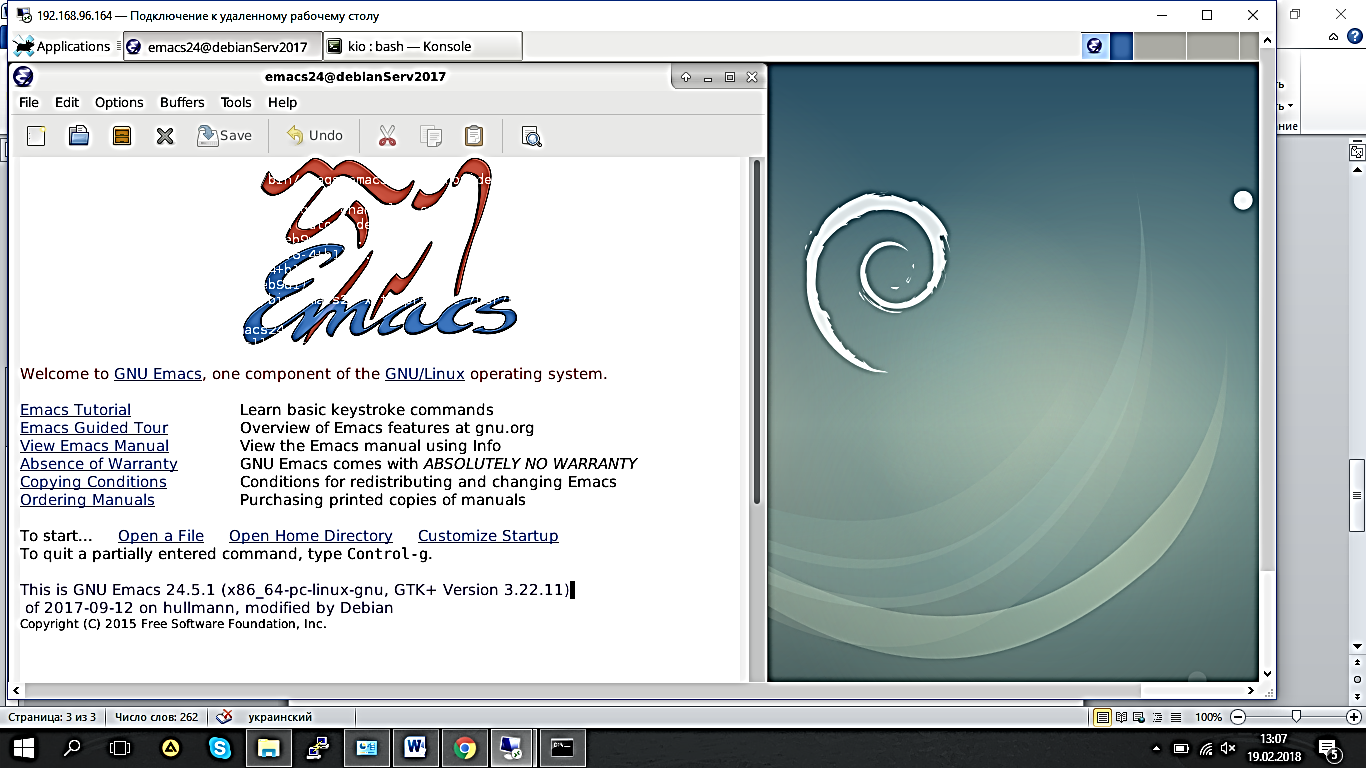 192.168.96.164 — Подключение к удаленному рабочему столу
Applications
emacs24@debianServ2017
kio : bash — Konsole
emacs24@debianServ2017
File Edit Options Buffers Tools Help
Save Undo
Emacs
Welcome to GNU Emacs, one component of the GNU/Linux operating system.
Emacs Tutorial Learn basic keystroke commands
Emacs Guided Tour Overview of Emacs features at gnu.org
View Emacs Manual View the Emacs manual using Info
Absence of Warranty GNU Emacs comes with ABSOLUTELY NO WARRANTY
Copying Conditions Conditions for redistributing and changing Emacs
Ordering Manuals Purchasing printed copies of manuals
To start... Open a File Open Home Directory Customize Startup
To quit a partially entered command, type Control-g.
This is GNU Emacs 24.5.1 (x86_64-pc-linux-gnu, GTK+ Version 3.22.11)
of 2017-09-12 on hullmann, modified by Debian
Copyright (C) 2015 Free Software Foundation, Inc.
Страница: 3 из 3 Число слов: 262 украинский 100%
13:07
19.02.2018
5